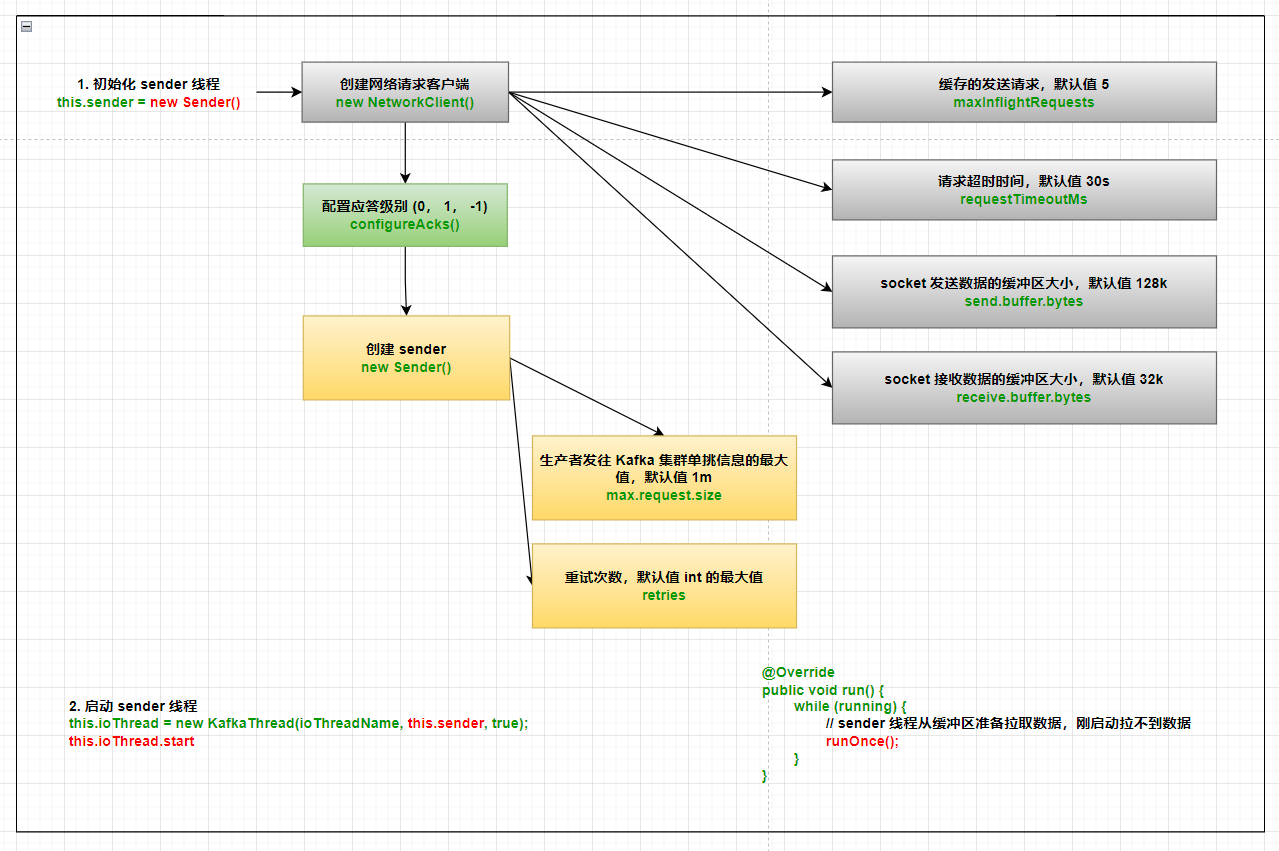 1. 初始化 sender 线程
this.sender = new Sender()
创建网络请求客户端
new NetworkClient()
缓存的发送请求，默认值 5
maxInflightRequests
请求超时时间，默认值 30s
requestTimeoutMs
配置应答级别 (0， 1， -1)
configureAcks()
socket 发送数据的缓冲区大小，默认值 128k
send.buffer.bytes
创建 sender
new Sender()
socket 接收数据的缓冲区大小，默认值 32k
receive.buffer.bytes
生产者发往 Kafka 集群单挑信息的最大
值，默认值 1m
max.request.size
重试次数，默认值 int 的最大值
retries
2. 启动 sender 线程
this.ioThread = new KafkaThread(ioThreadName, this.sender, true);
this.ioThread.start
@Override
public void run() {
while (running) {
// sender 线程从缓冲区准备拉取数据，刚启动拉不到数据
runOnce();
}
}